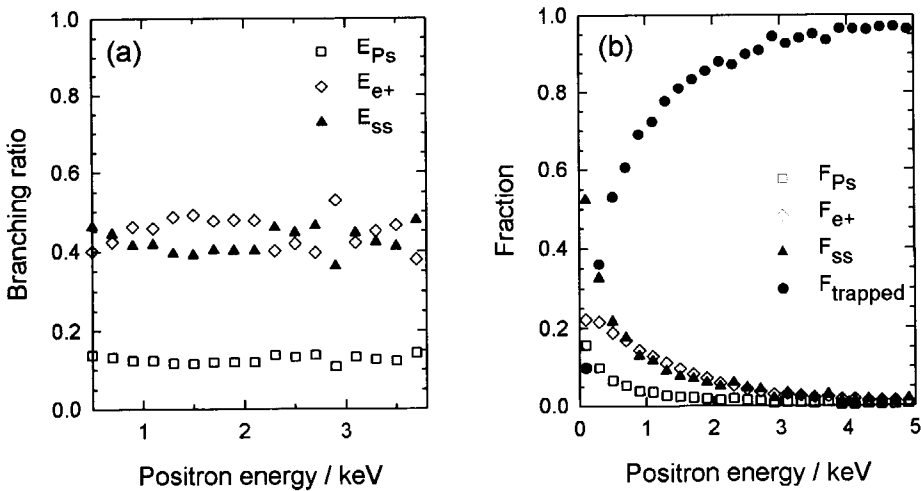 (a)
E_Ps
E_e+
E_ss
Branching ratio
1.0
0.8
0.6
0.4
0.2
0.0
1 2 3
Positron energy / keV
(b)
F_Ps
F_e+
F_ss
F_trapped
Fraction
1.0
0.8
0.6
0.4
0.2
0.0
0 1 2 3 4 5
Positron energy / keV